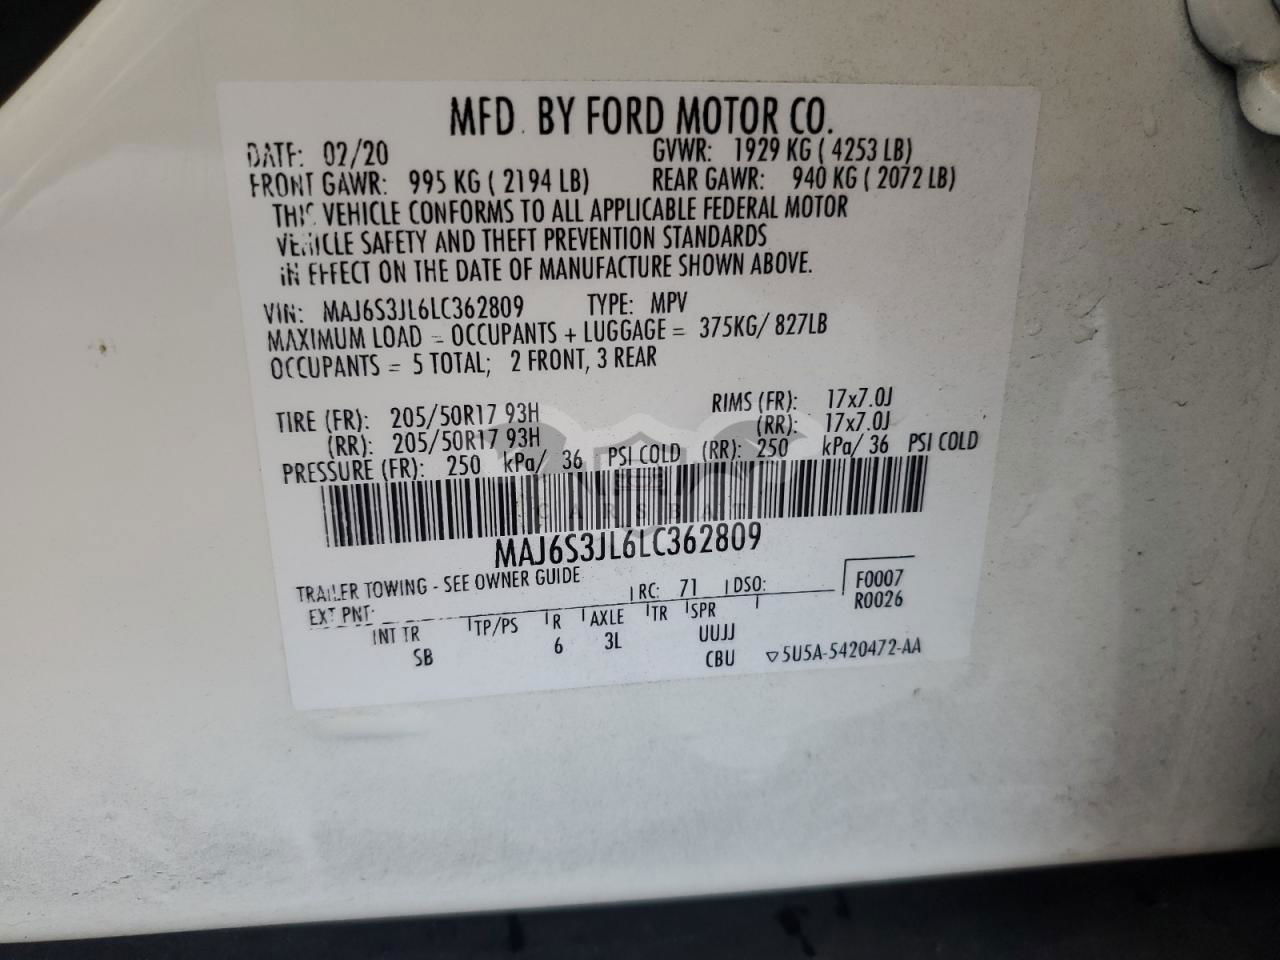 MFD. BY FORD MOTOR CO.
DATE: 02/20 GVWR: 1929 KG ( 4253 LB)
FRONT GAWR: 995 KG ( 2194 LB) REAR GAWR: 940 KG ( 2072 LB)
THIS VEHICLE CONFORMS TO ALL APPLICABLE FEDERAL MOTOR
VEHICLE SAFETY AND THEFT PREVENTION STANDARDS
IN EFFECT ON THE DATE OF MANUFACTURE SHOWN ABOVE.
VIN: MAJ6S3JL6LC362809 TYPE: MPV
MAXIMUM LOAD = OCCUPANTS + LUGGAGE = 375KG/ 827LB
OCCUPANTS = 5 TOTAL; 2 FRONT, 3 REAR
TIRE (FR): 205/50R17 93H RIMS (FR): 17x7.0J
(RR): 205/50R17 93H (RR): 17x7.0J
PRESSURE (FR): 250 kPa/ 36 PSI COLD (RR): 250 kPa/ 36 PSI COLD
CARSBAT
MAJ6S3JL6LC362809
TRAILER TOWING - SEE OWNER GUIDE
EXT PNT: RC: 71 DSO: F0007
R0026
INT TR TP/PS R AXLE TR SPR
SB 6 3L UUJJ
CBU 5U5A-5420472-AA